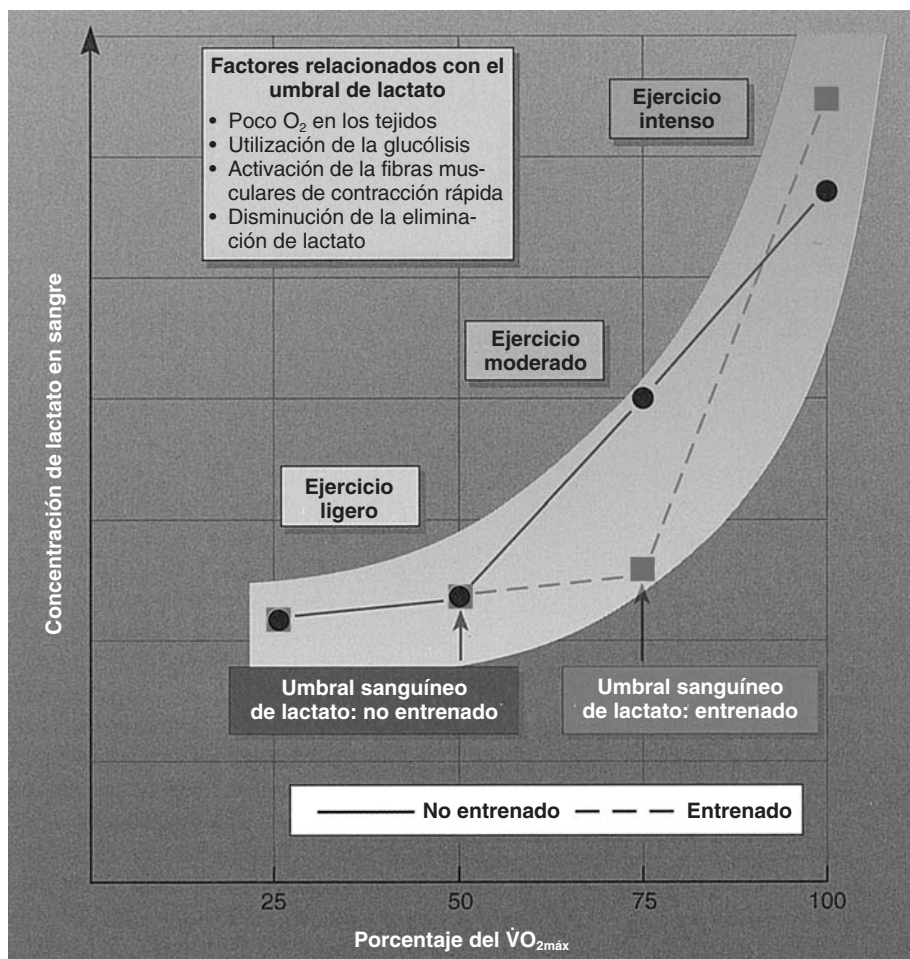 Factores relacionados con el
umbral de lactato
• Poco O₂ en los tejidos
• Utilización de la glucólisis
• Activación de la fibras mus-
culares de contracción rápida
• Disminución de la elimina-
ción de lactato
Ejercicio
intenso
Ejercicio
moderado
Ejercicio
ligero
Concentración de lactato en sangre
Umbral sanguíneo
de lactato: no entrenado
Umbral sanguíneo
de lactato: entrenado
No entrenado
Entrenado
25
50
75
100
Porcentaje del V̇O₂máx